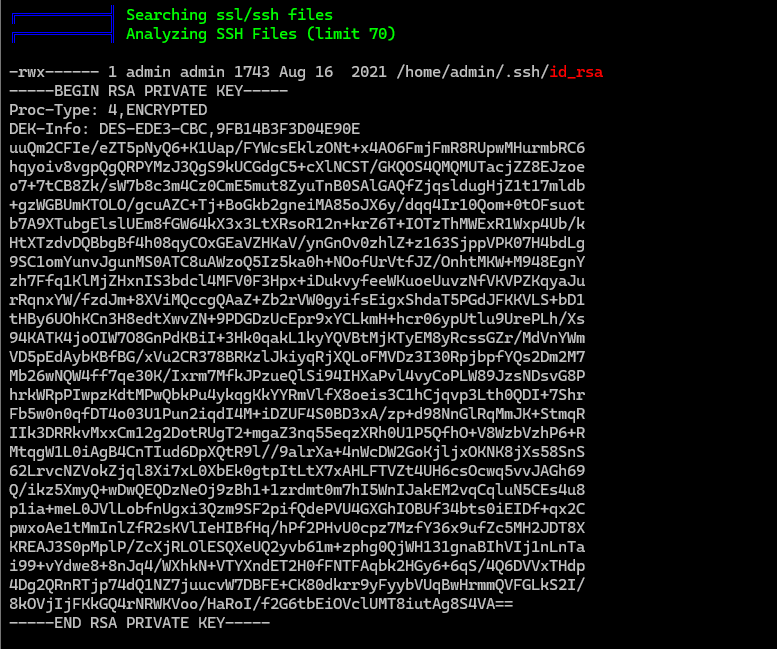 Searching ssl/ssh files
Analyzing SSH Files (limit 70)
-rwx------ 1 admin admin 1743 Aug 16  2021 /home/admin/.ssh/id_rsa
-----BEGIN RSA PRIVATE KEY-----
Proc-Type: 4,ENCRYPTED
DEK-Info: DES-EDE3-CBC,9FB14B3F3D04E90E
uuQm2CFIe/eZT5pNyQ6+K1Uap/FYWcsEklzONt+x4AO6FmjFmR8RUpwMHurmbRC6
hqyoiv8vgpQgQRPYMzJ3QgS9kUCGdgC5+cXlNCST/GKQOS4QMQMUTacjZZ8EJzoe
o7+7tCB8Zk/sW7b8c3m4Cz0CmE5mut8ZyuTnB0SAlGAQfZjqsldugHjZ1t17mldb
+gzWGBUmKTOLO/gcuAZC+Tj+BoGkb2gneiMA85oJX6y/dqq4Ir10Qom+0tOFsuot
b7A9XTubgElslUEm8fGW64kX3x3LtXRsoR12n+krZ6T+IOTzThMWExR1Wxp4Ub/k
HtXTzdvDQBbgBf4h08qyCOxGEaVZHKaV/ynGnOv0zhlZ+z163SjppVPK07H4bdLg
9SC1omYunvJgunMS0ATC8uAWzoQ5Iz5ka0h+NOofUrVtfJZ/OnhtMKW+M948EgnY
zh7Ffq1KlMjZHxnIS3bdcl4MFV0F3Hpx+iDukvyfeeWKuoeUuvzNfVKVPZKqyaJu
rRqnxYW/fzdJm+8XViMQccgQAaZ+Zb2rVW0gyifsEigxShdaT5PGdJFKKVLS+bD1
tHBy6UOhKCn3H8edtXwvZN+9PDGDzUcEpr9xYCLkmH+hcr06ypUtlu9UrePLh/Xs
94KATK4joOIW7O8GnPdKBiI+3Hk0qakL1kyYQVBtMjKTyEM8yRcssGZr/MdVnYWm
VD5pEdAybKBfBG/xVu2CR378BRKzlJkiyqRjXQLoFMVDz3I30RpjbpfYQs2Dm2M7
Mb26wNQW4ff7qe30K/Ixrm7MfkJPzueQlSi94IHXaPvl4vyCoPLW89JzsNDsvG8P
hrkWRpPIwpzKdtMPwQbkPu4ykqgKkYYRmVlfX8oeis3C1hCjqvp3Lth0QDI+7Shr
Fb5w0n0qfDT4o03U1Pun2iqdI4M+iDZUF4S0BD3xA/zp+d98NnGlRqMmJK+StmqR
IIk3DRRkvMxxCm12g2DotRUgT2+mgaZ3nq55eqzXRh0U1P5QfhO+V8WzbVzhP6+R
MtqgW1L0iAgB4CnTIud6DpXQtR9l//9alrXa+4nWcDW2GoKjljxOKNK8jXs58SnS
62LrvcNZVokZjql8Xi7xL0XbEk0gtpItLtX7xAHLFTVZt4UH6csOcwq5vvJAGh69
Q/ikz5XmyQ+wDwQEQDzNeOj9zBh1+1zrdmt0m7hI5WnIJakEM2vqCqluN5CEs4u8
p1ia+meL0JVlLobfnUgxi3Qzm9SF2pifQdePVU4GXGhIOBUf34bts0iEIDf+qx2C
pwxoAe1tMmInlZfR2sKVlIeHIBfHq/hPf2PHvU0cpz7MzfY36x9ufZc5MH2JDT8X
KREAJ3S0pMplP/ZcXjRLOlESQXeUQ2yvb61m+zphg0QjWH131gnaBIhVIj1nLnTa
i99+vYdwe8+8nJq4/WXhkN+VTYXndET2H0fFNTFAqbk2HGy6+6qS/4Q6DVVxTHdp
4Dg2QRnRTjp74dQ1NZ7juucvW7DBFE+CK80dkrr9yFyybVUqBwHrmmQVFGLkS2I/
8kOVjIjFKkGQ4rNRWKVoo/HaRoI/f2G6tbEiOVclUMT8iutAg8S4VA==
-----END RSA PRIVATE KEY-----